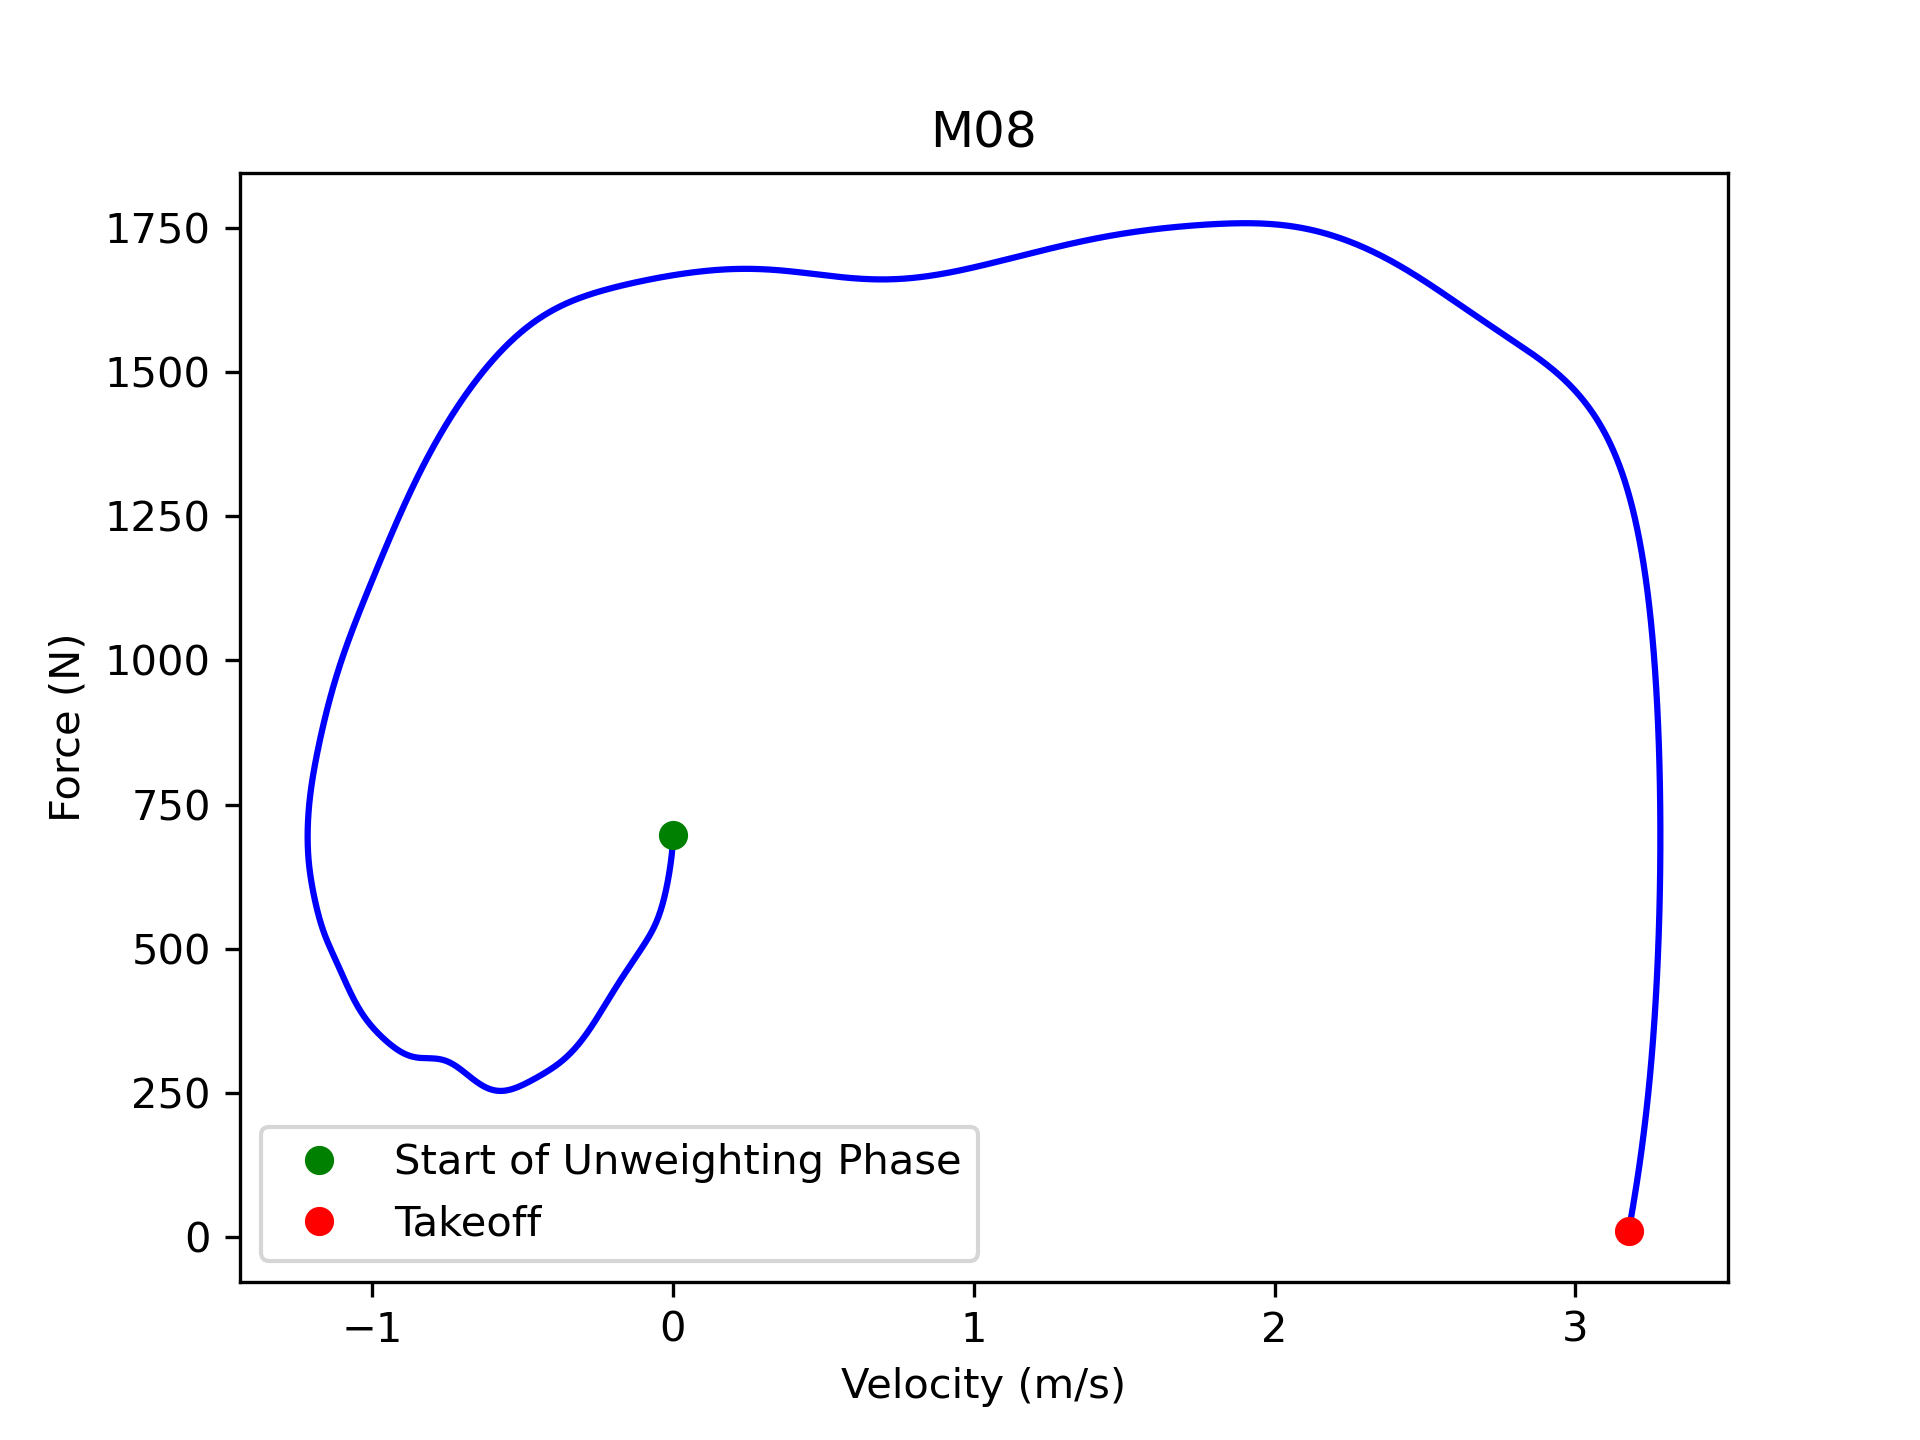 M08
Force (N)
1750
1500
1250
1000
750
500
250
0
Start of Unweighting Phase
Takeoff
−1 0 1 2 3
Velocity (m/s)